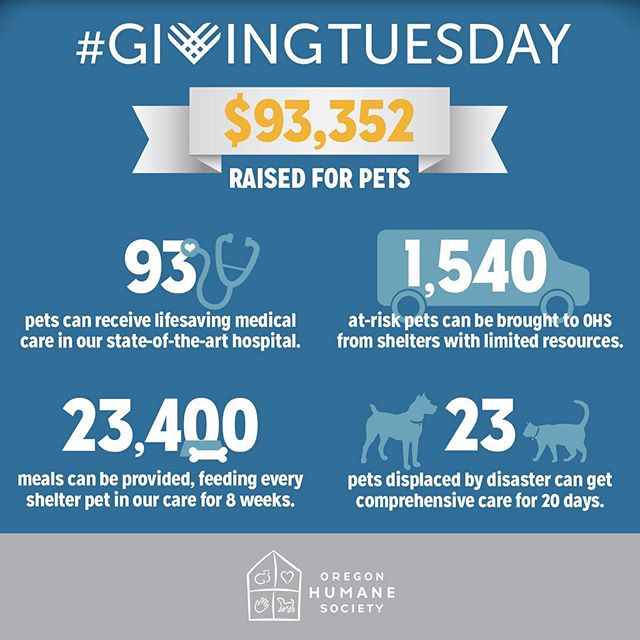 #GIVINGTUESDAY
$93,352
RAISED FOR PETS
93
pets can receive lifesaving medical
care in our state-of-the-art hospital.
1,540
at-risk pets can be brought to OHS
from shelters with limited resources.
23,400
meals can be provided, feeding every
shelter pet in our care for 8 weeks.
23
pets displaced by disaster can get
comprehensive care for 20 days.
OREGON
HUMANE
SOCIETY